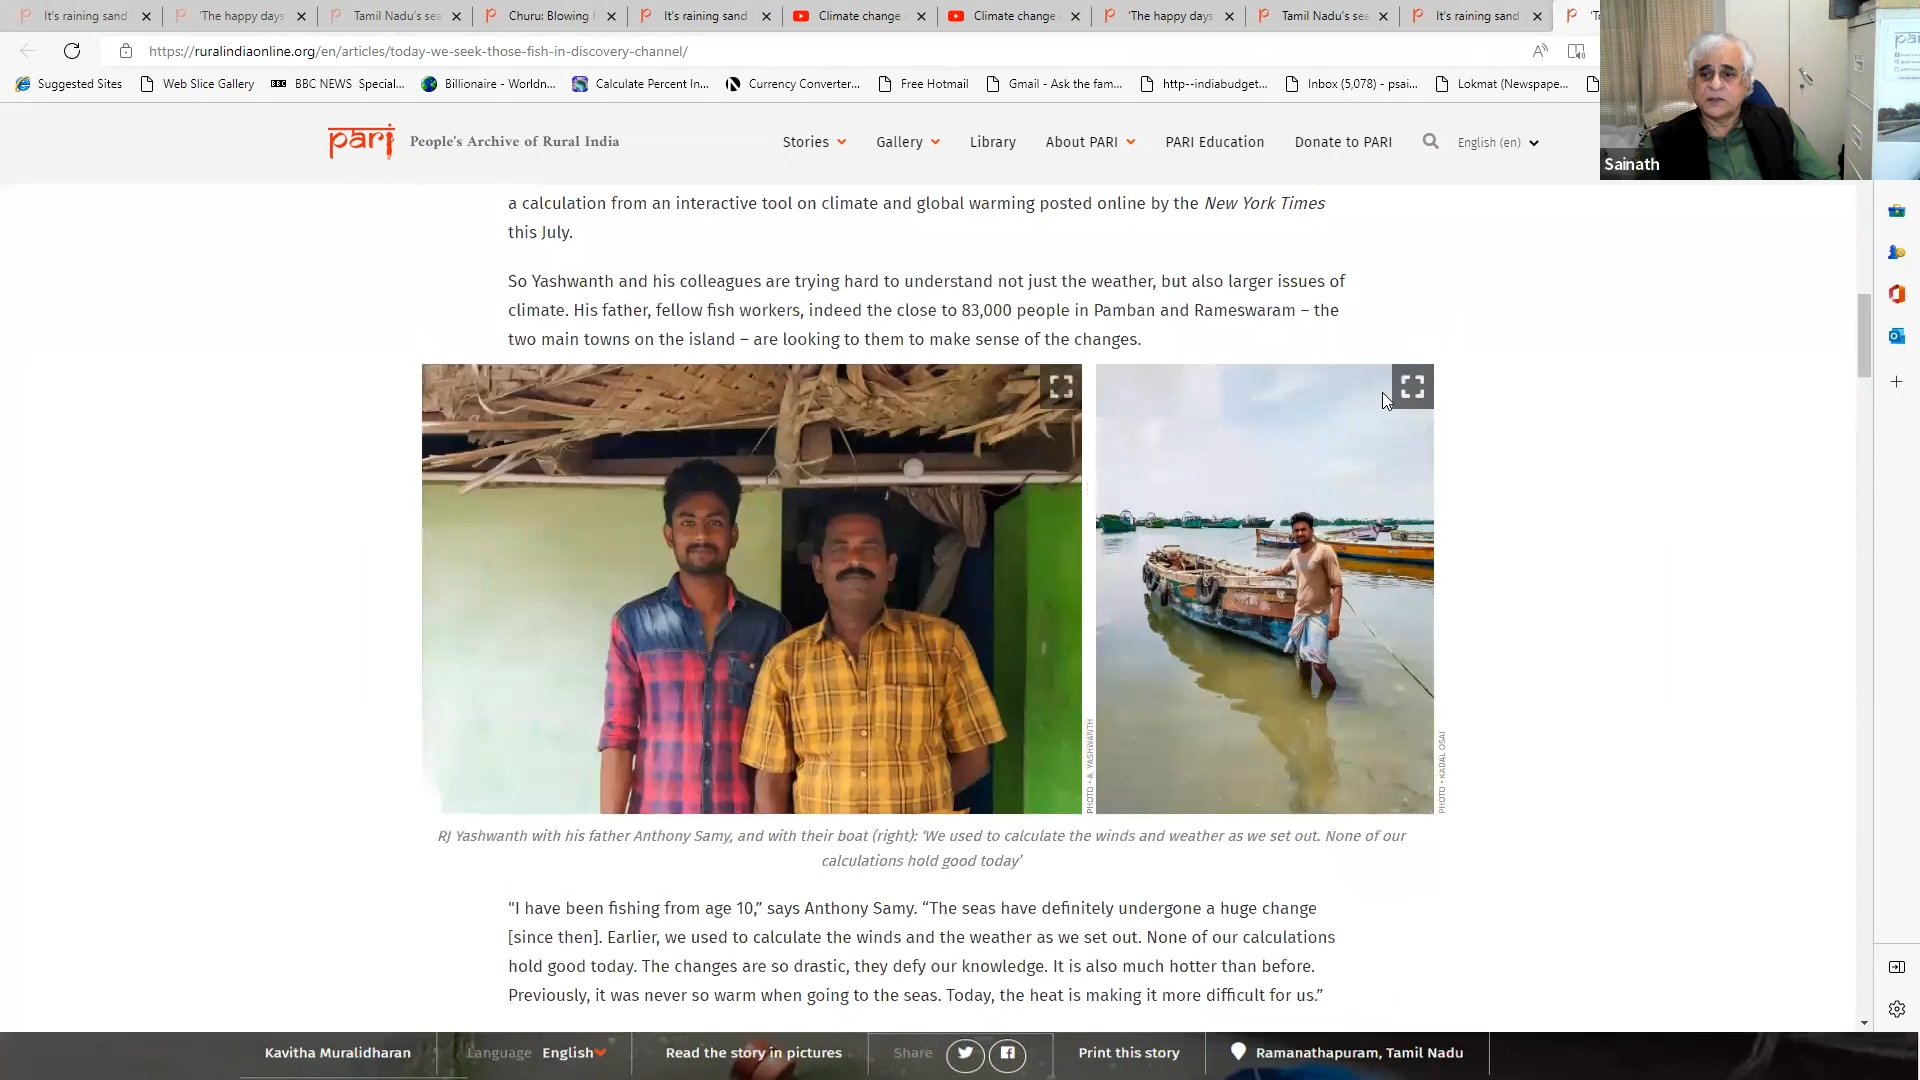 It's raining sand
'The happy days
Tamil Nadu's sea
Churu: Blowing
It's raining sand
Climate change
Climate change
'The happy days
Tamil Nadu's sea
It's raining sand
https://ruralindiaonline.org/en/articles/today-we-seek-those-fish-in-discovery-channel/
Suggested Sites
Web Slice Gallery
BBC NEWS Special...
Billionaire - Worldn...
Calculate Percent In...
Currency Converter...
Free Hotmail
Gmail - Ask the fam...
http--indiabudget...
Inbox (5,078) - psai...
Lokmat (Newspape...
Sainath
pari People's Archive of Rural India
Stories
Gallery
Library
About PARI
PARI Education
Donate to PARI
English (en)
a calculation from an interactive tool on climate and global warming posted online by the New York Times
this July.
So Yashwanth and his colleagues are trying hard to understand not just the weather, but also larger issues of
climate. His father, fellow fish workers, indeed the close to 83,000 people in Pamban and Rameswaram – the
two main towns on the island – are looking to them to make sense of the changes.
PHOTO • A. YASHWANTH
PHOTO • KADAL OSAI
RJ Yashwanth with his father Anthony Samy, and with their boat (right): 'We used to calculate the winds and weather as we set out. None of our
calculations hold good today'
“I have been fishing from age 10,” says Anthony Samy. “The seas have definitely undergone a huge change
[since then]. Earlier, we used to calculate the winds and the weather as we set out. None of our calculations
hold good today. The changes are so drastic, they defy our knowledge. It is also much hotter than before.
Previously, it was never so warm when going to the seas. Today, the heat is making it more difficult for us.”
Kavitha Muralidharan
Language English
Read the story in pictures
Share
Print this story
Ramanathapuram, Tamil Nadu